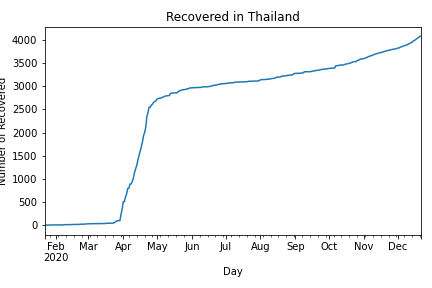 Recovered in Thailand
Number of Recovered
4000
3500
3000
2500
2000
1500
1000
500
0
Feb Mar Apr May Jun Jul Aug Sep Oct Nov Dec
2020
Day